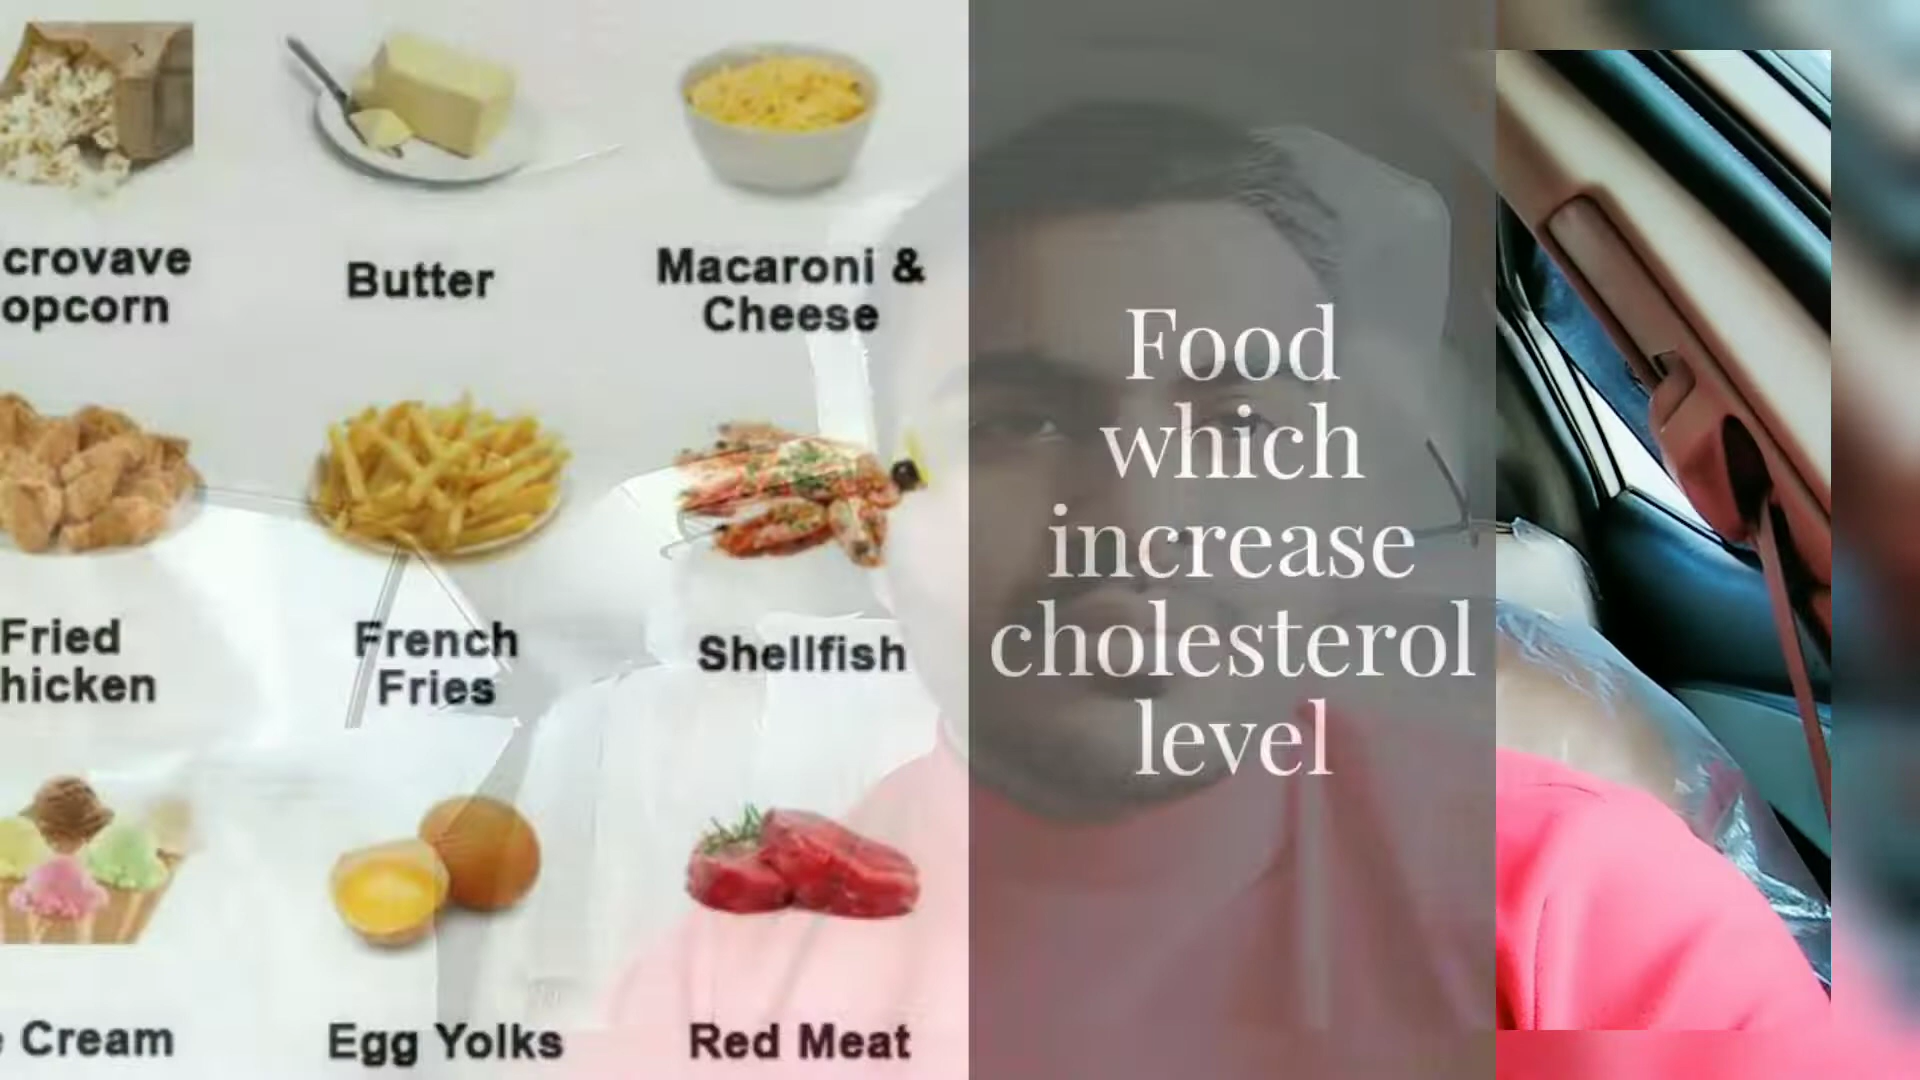 crovave
opcorn
Butter
Macaroni &
Cheese
Fried
hicken
French
Fries
Shellfish
Cream
Egg Yolks
Red Meat
Food
which
increase
cholesterol
level